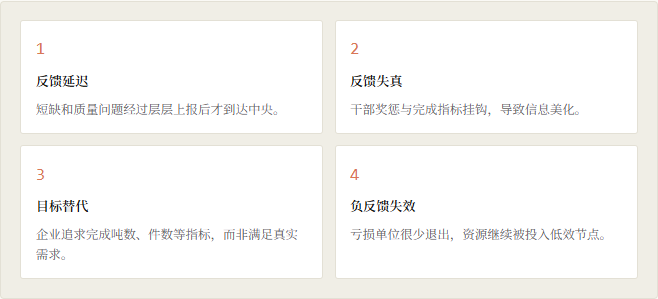 1
反馈延迟
短缺和质量问题经过层层上报后才到达中央。
2
反馈失真
干部奖惩与完成指标挂钩，导致信息美化。
3
目标替代
企业追求完成吨数、件数等指标，而非满足真实
需求。
4
负反馈失效
亏损单位很少退出，资源继续被投入低效节点。